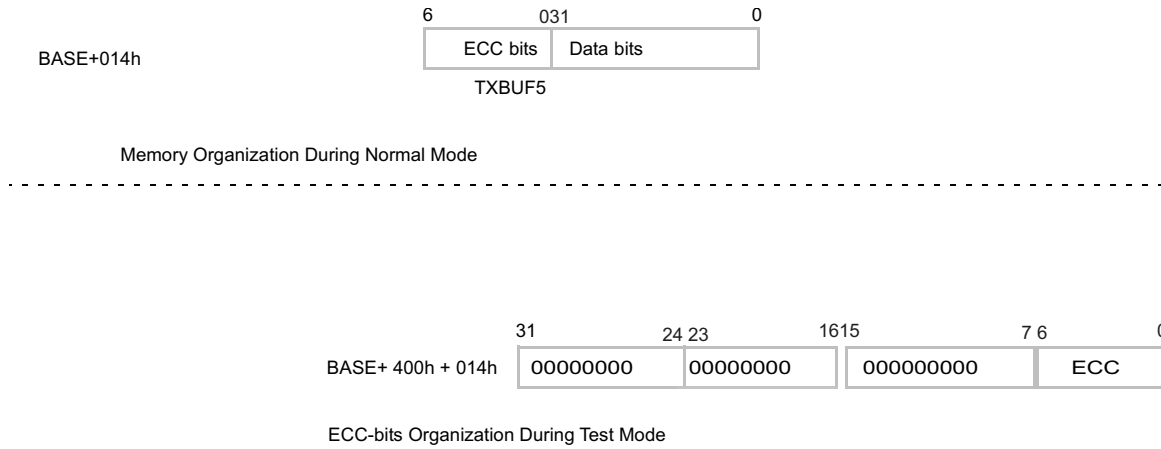 6 031 0
BASE+014h ECC bits Data bits
TXBUF5
Memory Organization During Normal Mode
31 24 23 1615 7 6 0
BASE+ 400h + 014h 00000000 00000000 000000000 ECC
ECC-bits Organization During Test Mode